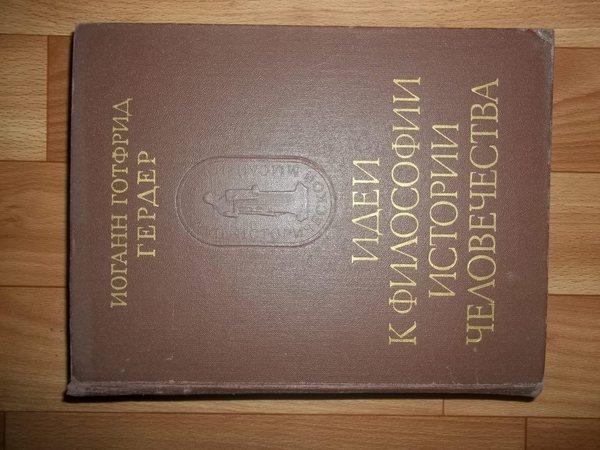 ИОГАНН ГОТФРИД
ГЕРДЕР
ИДЕИ
К ФИЛОСОФИИ
ИСТОРИИ
ЧЕЛОВЕЧЕСТВА